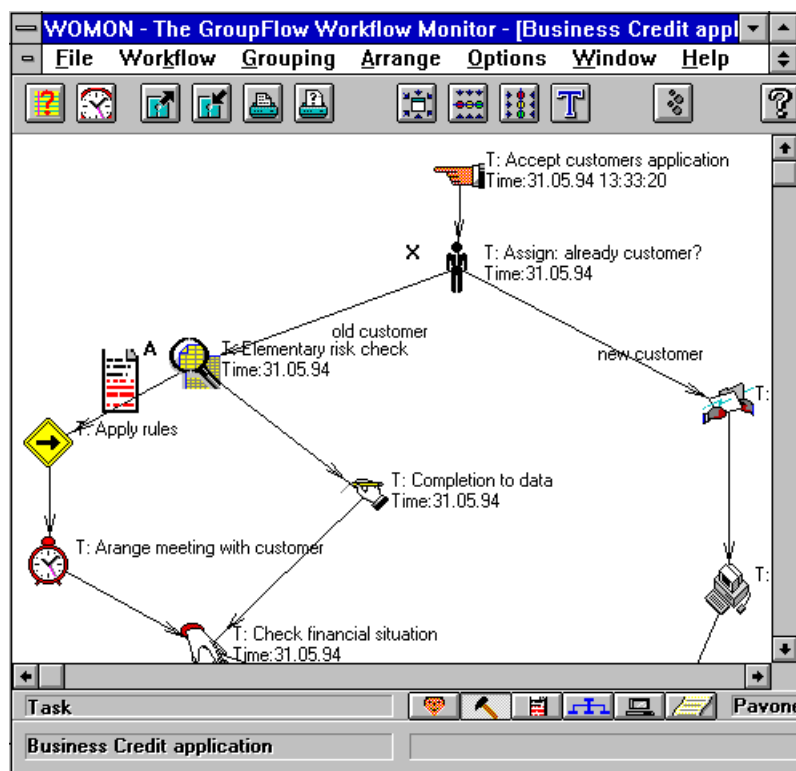 WOMON - The GroupFlow Workflow Monitor - [Business Credit appl
File Workflow Grouping Arrange Options Window Help
T: Accept customers application
Time:31.05.94 13:33:20
X
T: Assign: already customer?
Time:31.05.94
old customer
new customer
A
T: Elementary risk check
Time:31.05.94
T:
T: Apply rules
T: Completion to data
Time:31.05.94
T: Arange meeting with customer
T:
T: Check financial situation
Time:31.05.94
Task
Pavone
Business Credit application